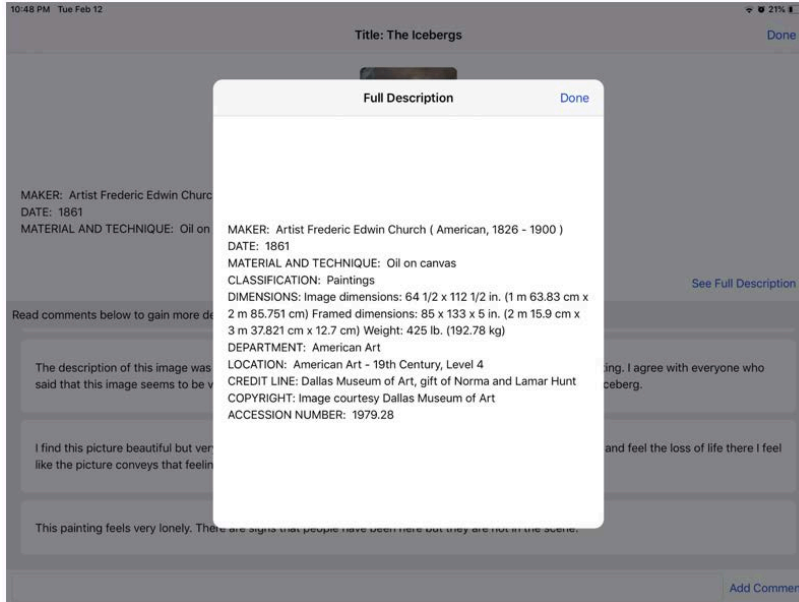 10:48 PM Tue Feb 12
21%
Title: The Icebergs
Done
Full Description
Done
MAKER: Artist Frederic Edwin Churc
DATE: 1861
MATERIAL AND TECHNIQUE: Oil on
MAKER: Artist Frederic Edwin Church ( American, 1826 - 1900 )
DATE: 1861
MATERIAL AND TECHNIQUE: Oil on canvas
CLASSIFICATION: Paintings
DIMENSIONS: Image dimensions: 64 1/2 x 112 1/2 in. (1 m 63.83 cm x
2 m 85.751 cm) Framed dimensions: 85 x 133 x 5 in. (2 m 15.9 cm x
3 m 37.821 cm x 12.7 cm) Weight: 425 lb. (192.78 kg)
DEPARTMENT: American Art
LOCATION: American Art - 19th Century, Level 4
CREDIT LINE: Dallas Museum of Art, gift of Norma and Lamar Hunt
COPYRIGHT: Image courtesy Dallas Museum of Art
ACCESSION NUMBER: 1979.28
See Full Description
Read comments below to gain more de
The description of this image was
ing. I agree with everyone who
said that this image seems to be v
ceberg.
I find this picture beautiful but ver
and feel the loss of life there I feel
like the picture conveys that feelin
This painting feels very lonely. There are signs that people have been here but they are not in the scene.
Add Commen